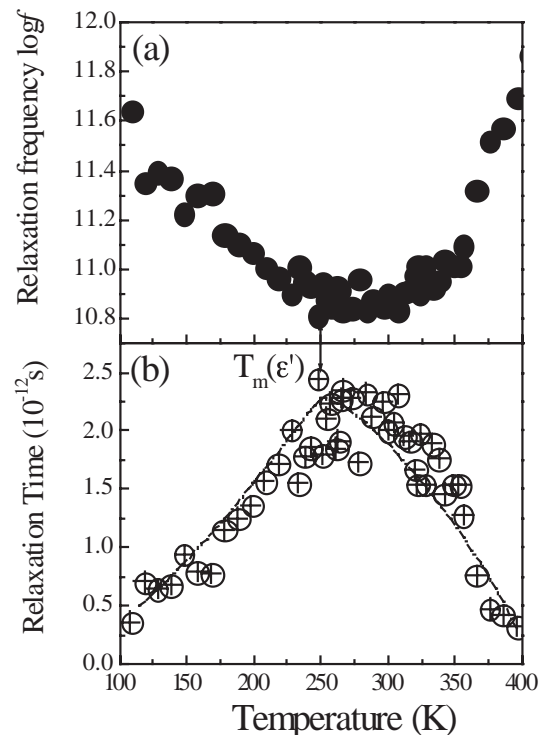 12.0
(a)
11.8
11.6
11.4
11.2
11.0
10.8
Relaxation frequency logf
(b)
Tm(ε')
2.5
2.0
1.5
1.0
0.5
0.0
Relaxation Time (10⁻¹²s)
100 150 200 250 300 350 400
Temperature (K)